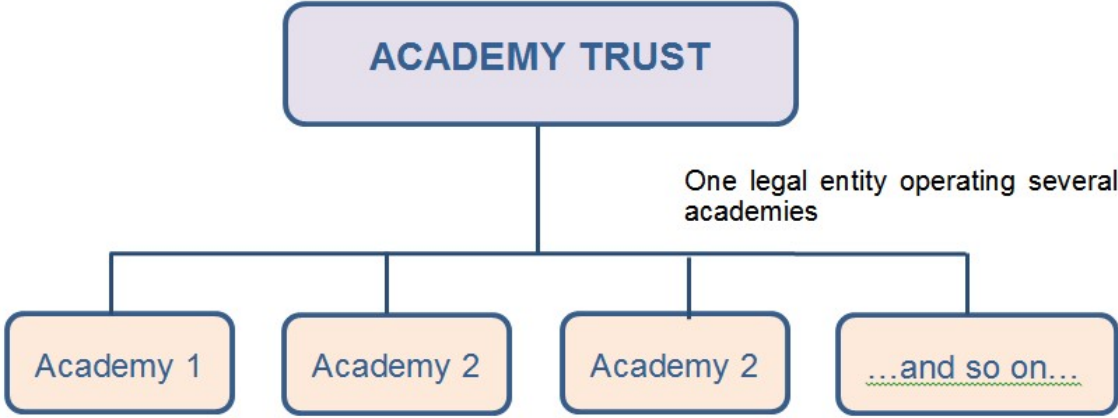 ACADEMY TRUST
One legal entity operating several
academies
Academy 1
Academy 2
Academy 2
…and so on…